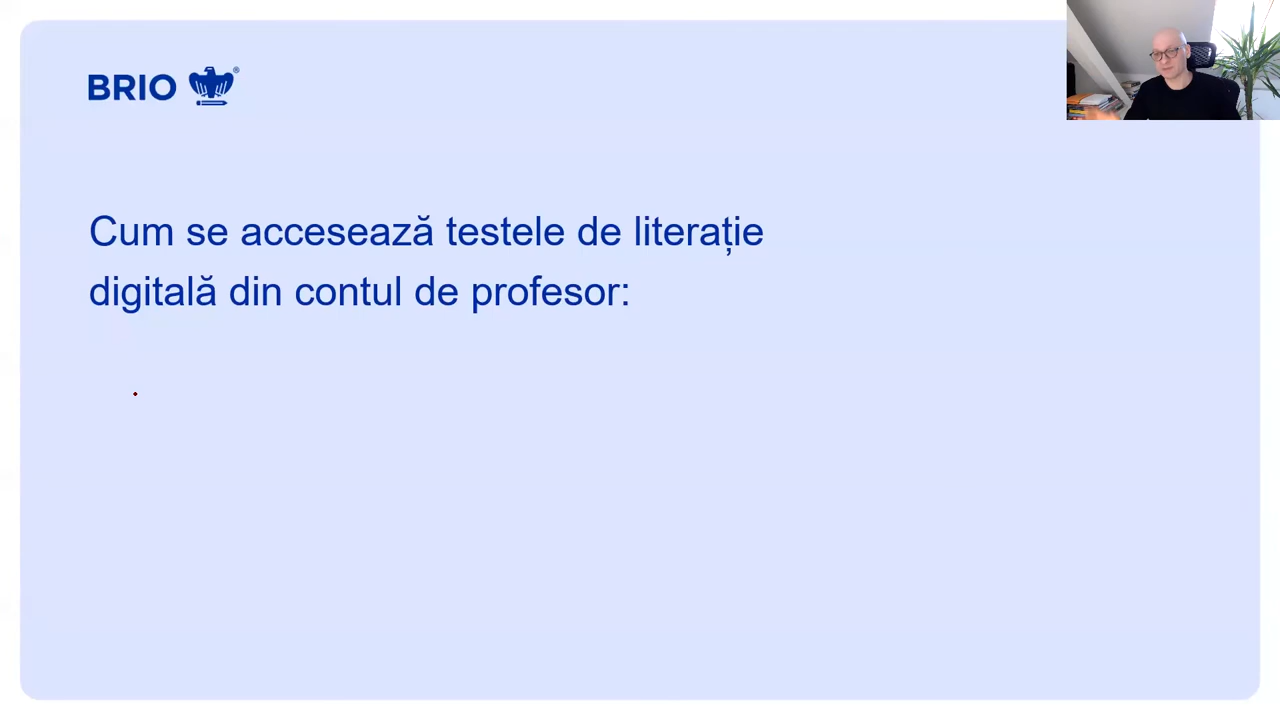 BRIO ®
Cum se accesează testele de literație
digitală din contul de profesor: